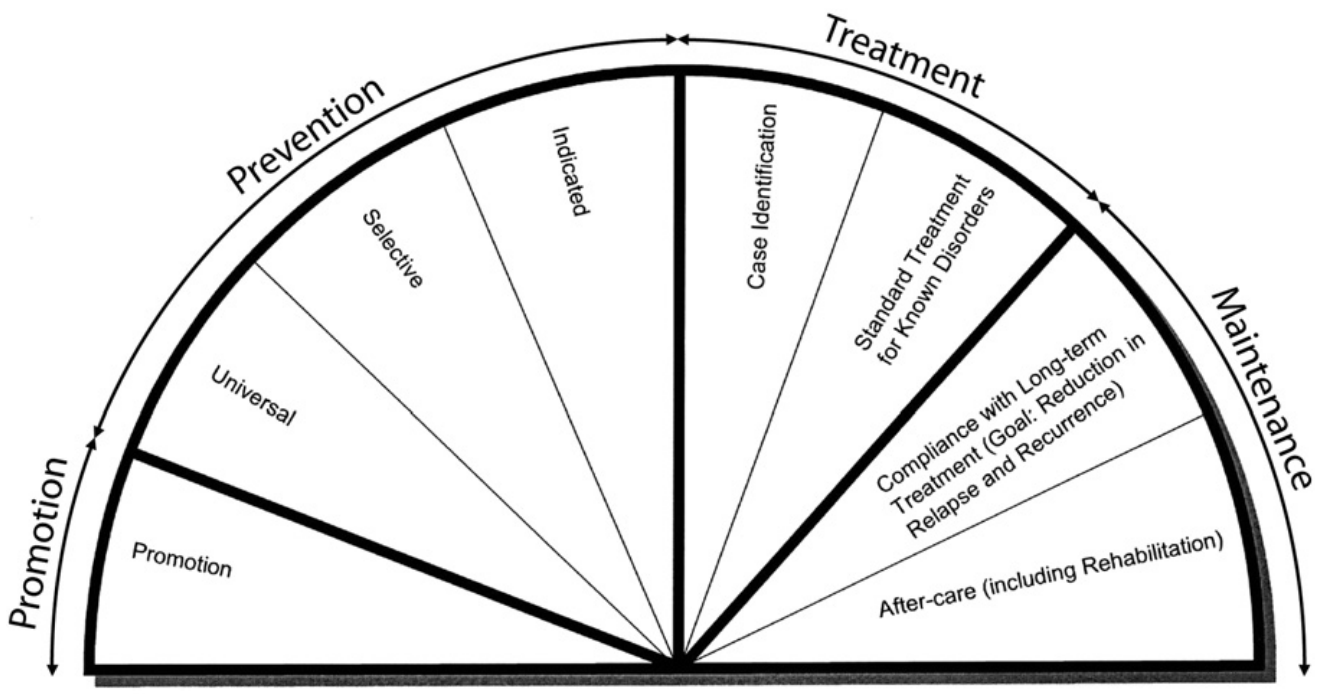 Promotion
Prevention
Treatment
Maintenance
Promotion
Universal
Selective
Indicated
Case Identification
Standard Treatment
for Known Disorders
Compliance with Long-term
Treatment (Goal: Reduction in
Relapse and Recurrence)
After-care (including Rehabilitation)